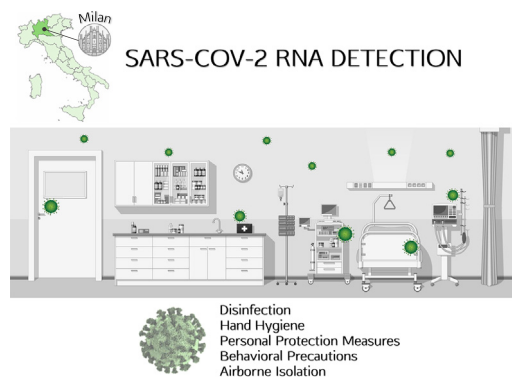 Milan
SARS-COV-2 RNA DETECTION
Disinfection
Hand Hygiene
Personal Protection Measures
Behavioral Precautions
Airborne Isolation